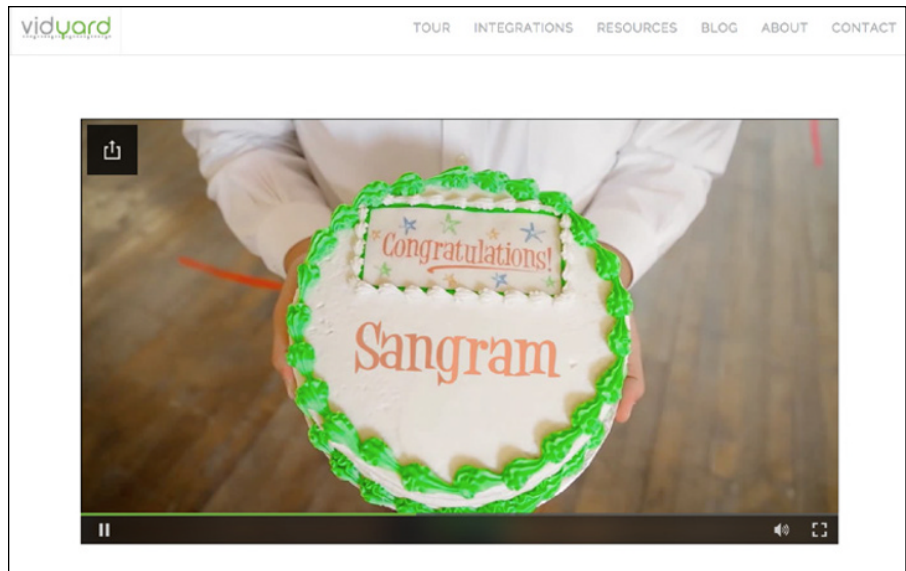 vidyard
TOUR INTEGRATIONS RESOURCES BLOG ABOUT CONTACT
Congratulations!
Sangram